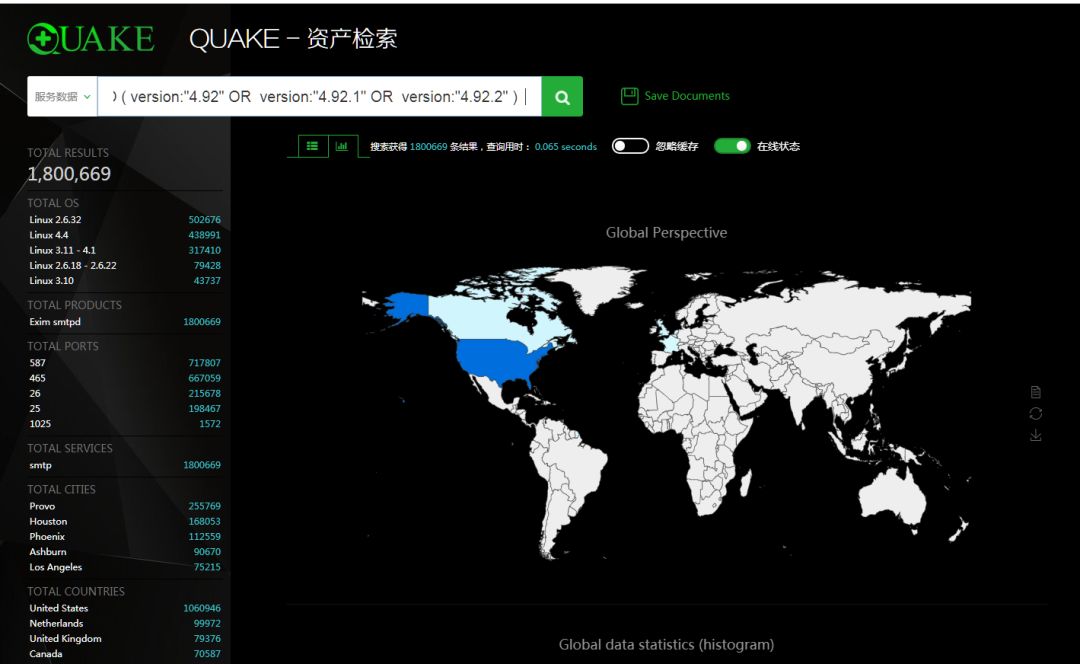 QUAKE QUAKE – 资产检索
服务数据 ( version:"4.92" OR version:"4.92.1" OR version:"4.92.2" ) Save Documents
搜索获得 1800669 条结果，查询用时： 0.065 seconds 忽略缓存 在线状态
TOTAL RESULTS
1,800,669
TOTAL OS
Linux 2.6.32 502676
Linux 4.4 438991
Linux 3.11 - 4.1 317410
Linux 2.6.18 - 2.6.22 79428
Linux 3.10 43737
TOTAL PRODUCTS
Exim smtpd 1800669
TOTAL PORTS
587 717807
465 667059
26 215678
25 198467
1025 1572
TOTAL SERVICES
smtp 1800669
TOTAL CITIES
Provo 255769
Houston 168053
Phoenix 112559
Ashburn 90670
Los Angeles 75215
TOTAL COUNTRIES
United States 1060946
Netherlands 99972
United Kingdom 79376
Canada 70587
Global Perspective
Global data statistics (histogram)